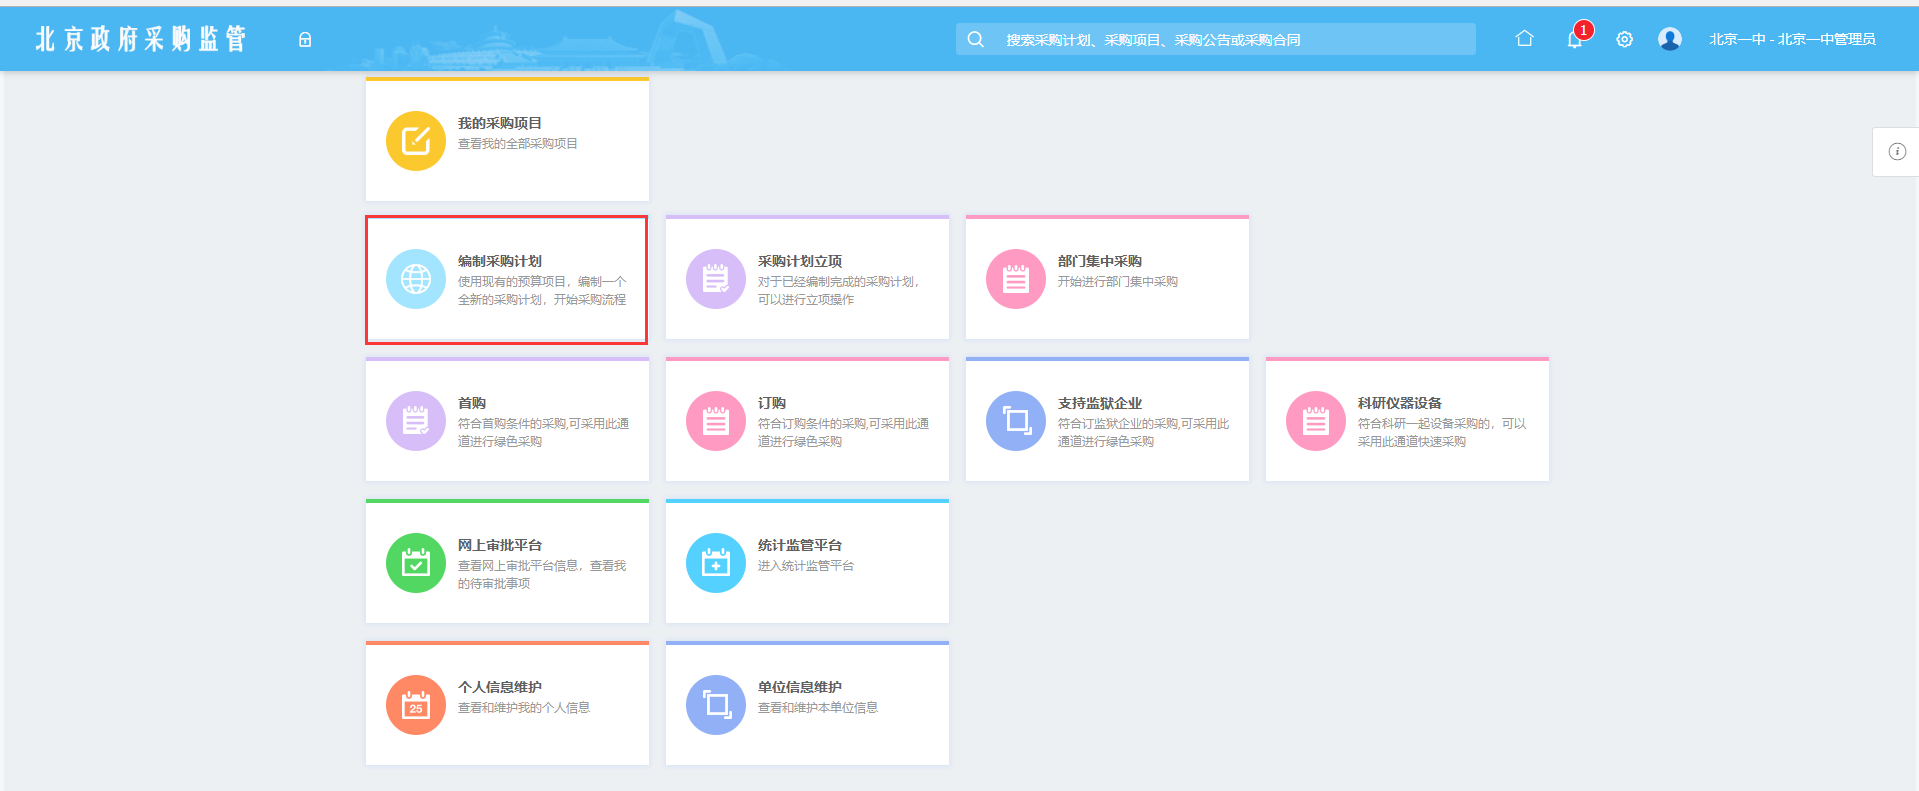 北京政府采购监管
搜索采购计划、采购项目、采购公告或采购合同
1
北京一中 - 北京一中管理员
我的采购项目
查看我的全部采购项目
编制采购计划
使用现有的预算项目，编制一个
全新的采购计划，开始采购流程
采购计划立项
对于已经编制完成的采购计划，
可以进行立项操作
部门集中采购
开始进行部门集中采购
首购
符合首购条件的采购,可采用此通
道进行绿色采购
订购
符合订购条件的采购,可采用此通
道进行绿色采购
支持监狱企业
符合订监狱企业的采购,可采用此
通道进行绿色采购
科研仪器设备
符合科研一起设备采购的，可以
采用此通道快速采购
网上审批平台
查看网上审批平台信息，查看我
的待审批事项
统计监管平台
进入统计监管平台
25
个人信息维护
查看和维护我的个人信息
单位信息维护
查看和维护本单位信息